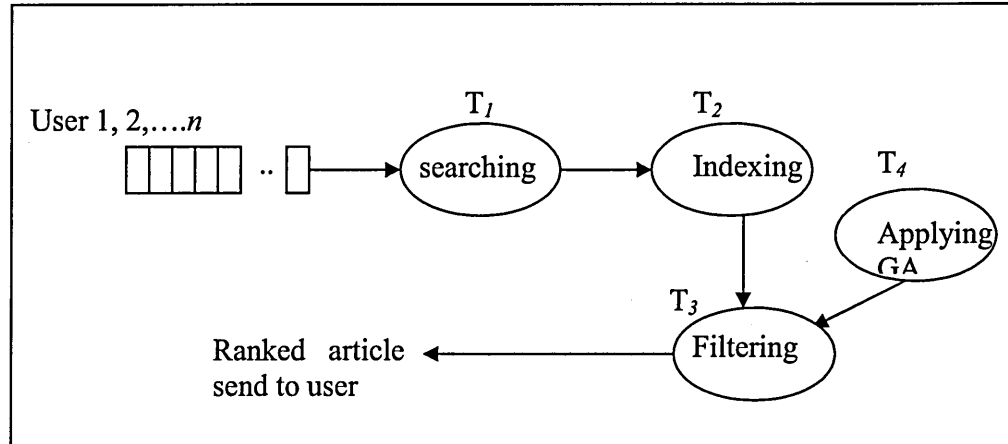 User 1, 2,....n
T1
T2
T4
searching
Indexing
Applying
GA
T3
Filtering
Ranked article
send to user